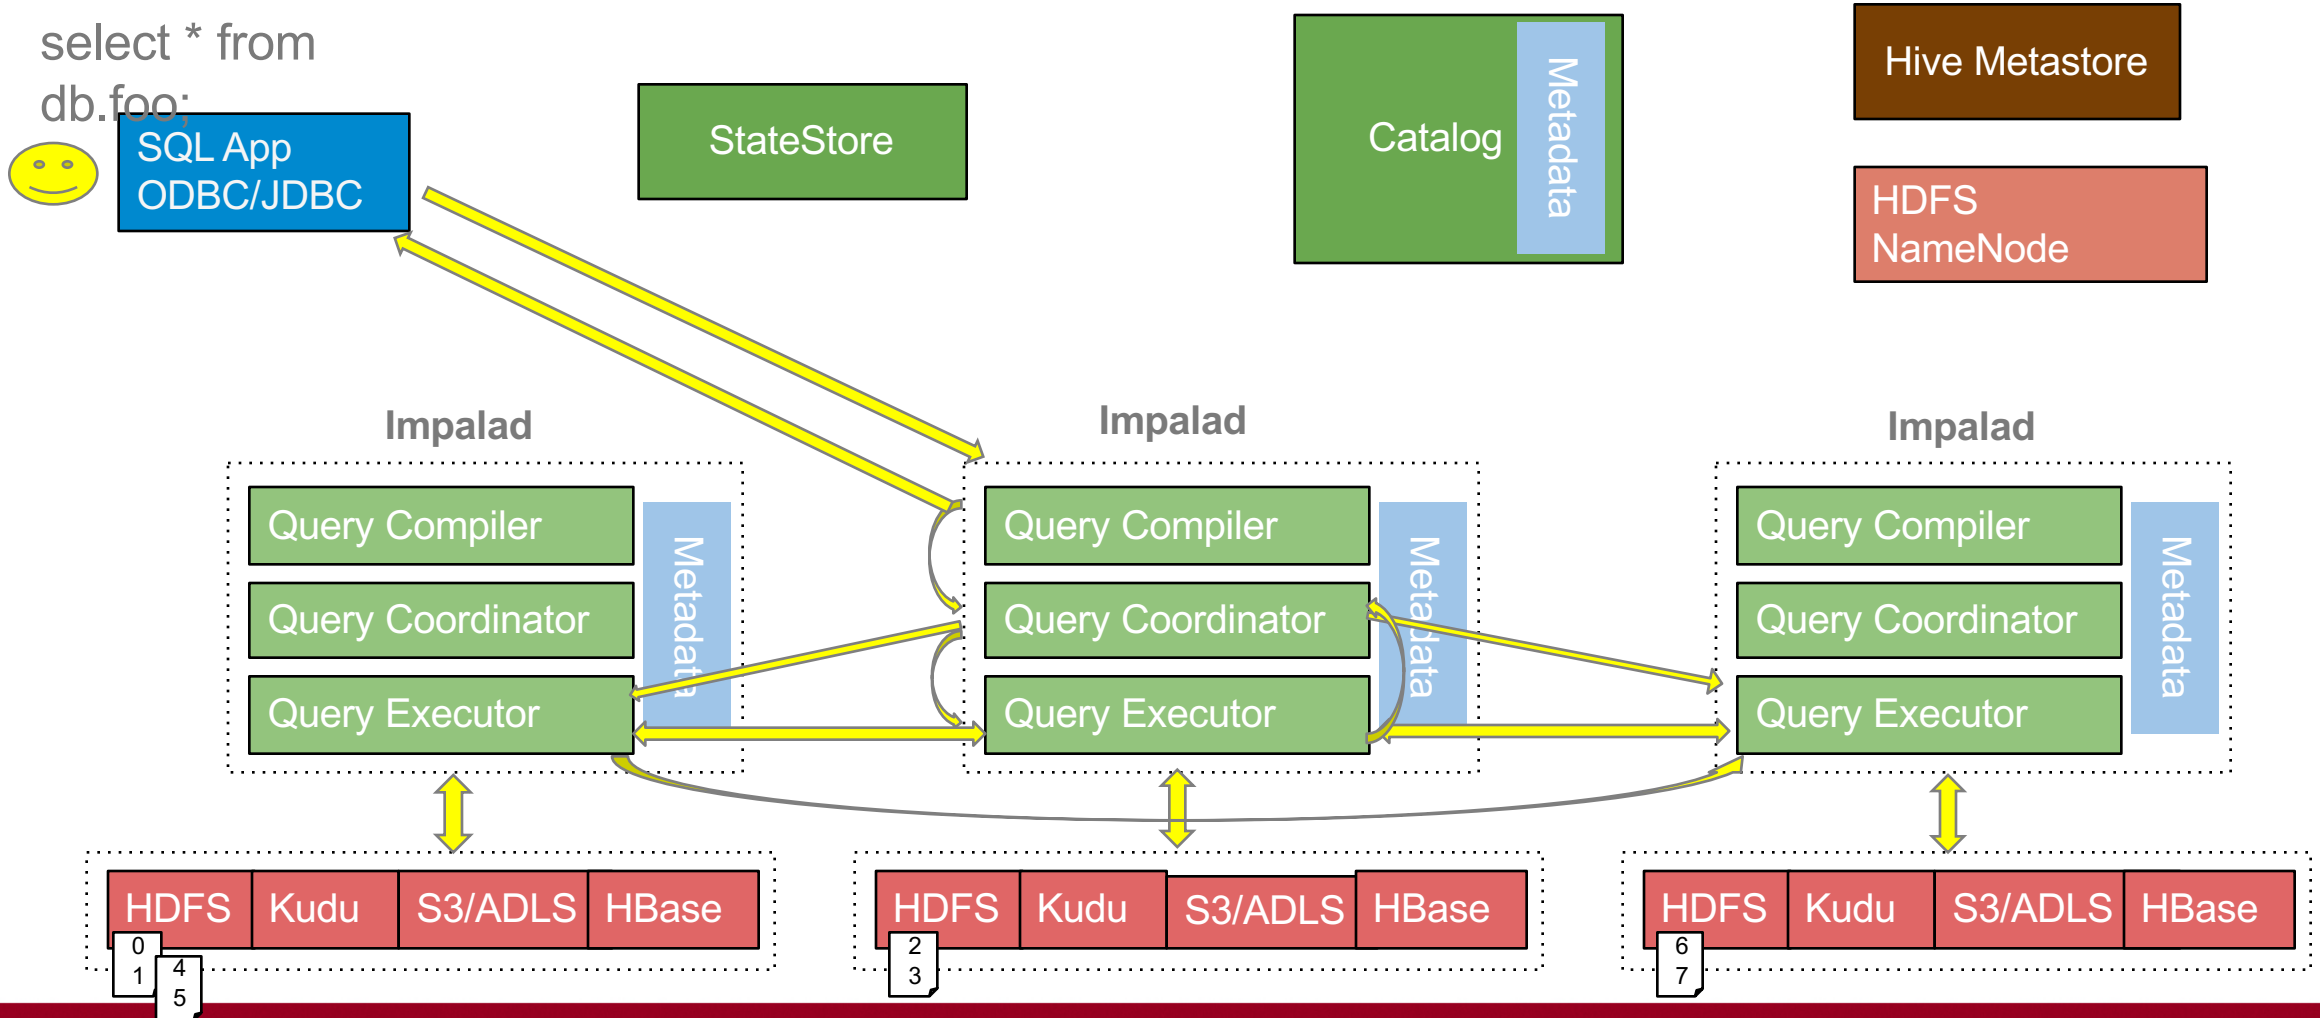 select * from
db.foo;
SQL App
ODBC/JDBC
StateStore
Catalog
Metadata
Hive Metastore
HDFS
NameNode
Impalad
Query Compiler
Query Coordinator
Query Executor
Metadata
Impalad
Query Compiler
Query Coordinator
Query Executor
Metadata
Impalad
Query Compiler
Query Coordinator
Query Executor
Metadata
HDFS
Kudu
S3/ADLS
HBase
0
1
4
5
HDFS
Kudu
S3/ADLS
HBase
2
3
HDFS
Kudu
S3/ADLS
HBase
6
7